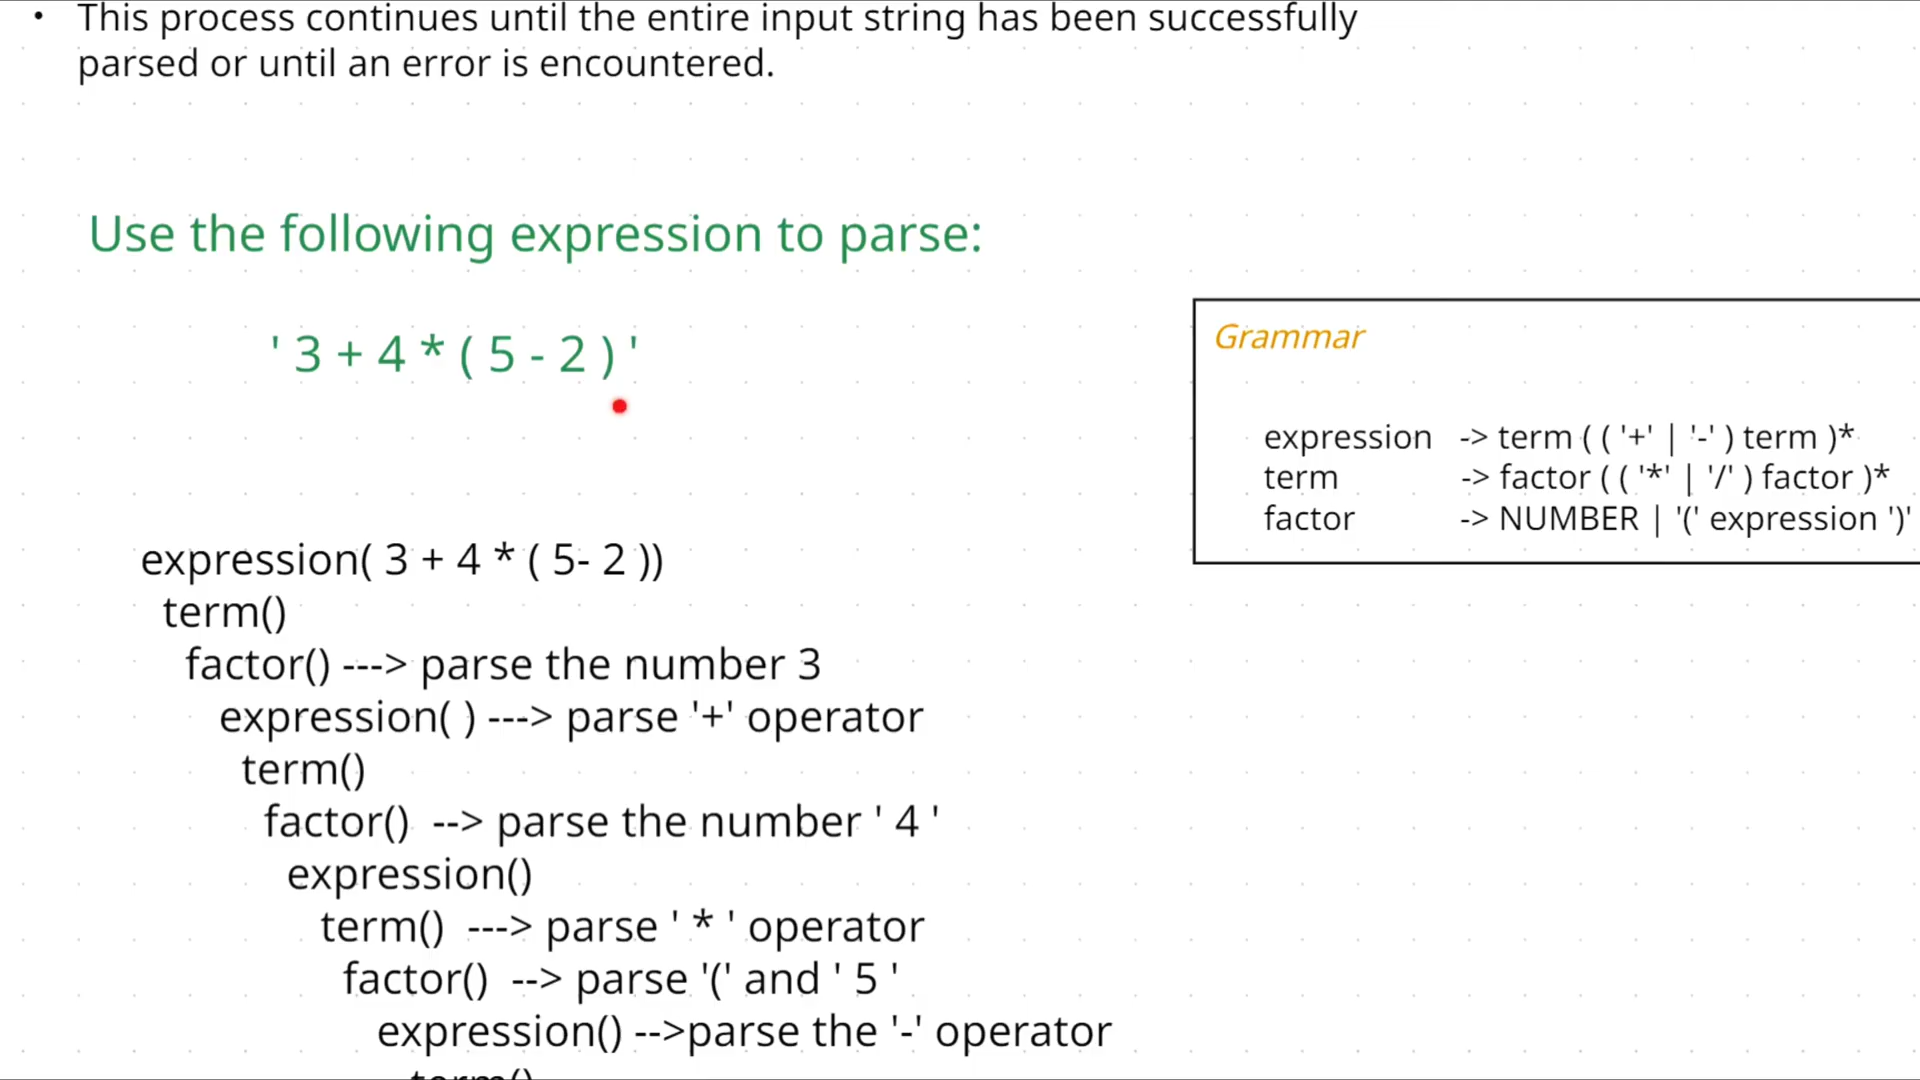 • This process continues until the entire input string has been successfully
parsed or until an error is encountered.
Use the following expression to parse:
' 3 + 4 * ( 5 - 2 ) '
Grammar
expression -> term ( ( '+' | '-' ) term )*
term -> factor ( ( '*' | '/' ) factor )*
factor -> NUMBER | '(' expression ')'
expression( 3 + 4 * ( 5- 2 ))
term()
factor() ---> parse the number 3
expression( ) ---> parse '+' operator
term()
factor() --> parse the number ' 4 '
expression()
term() ---> parse ' * ' operator
factor() --> parse '(' and ' 5 '
expression() -->parse the '-' operator
term()